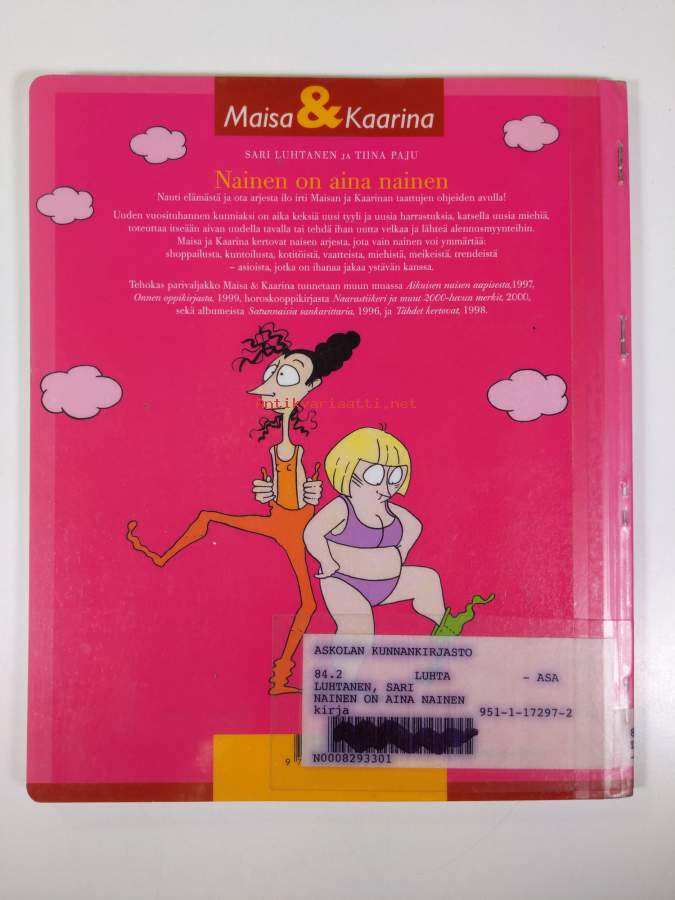 Maisa & Kaarina
SARI LUHTANEN JA TIINA PAJU
Nainen on aina nainen
Nauti elämästä ja ota arjesta ilo irti Maisan ja Kaarinan taattujen ohjeiden avulla!
Uuden vuosituhannen kunniaksi on aika keksiä uusi tyyli ja uusia harrastuksia, katsella uusia miehiä,
toteuttaa itseään aivan uudella tavalla tai tehdä ihan uutta velkaa ja lähteä alennusmyynteihin.
Maisa ja Kaarina kertovat naisen arjesta, jota vain nainen voi ymmärtää:
shoppailusta, kuntoilusta, kotitöistä, vaatteista, miehistä, meikeistä, trendeistä
– asioista, jotka on ihanaa jakaa ystävän kanssa.
Tehokas parivaljakko Maisa & Kaarina tunnetaan muun muassa Aikuisen naisen aapisesta,1997,
Onnen oppikirjasta, 1999, horoskooppikirjasta Naarastiikeri ja muut 2000-luvun merkit, 2000,
sekä albumeista Satunnaisia sankarittaria, 1996, ja Tähdet kertovat, 1998.
antikvariaatti.net
ASKOLAN KUNNANKIRJASTO
84.2 LUHTA - ASA
LUHTANEN, SARI
NAINEN ON AINA NAINEN
kirja 951-1-17297-2
N0008293301
9